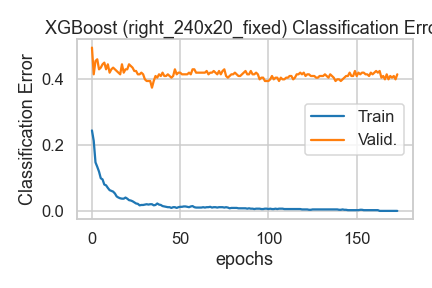 XGBoost (right_240x20_fixed) Classification Erro
Classification Error
0.4
0.2
0.0
Train
Valid.
0
50
100
150
epochs